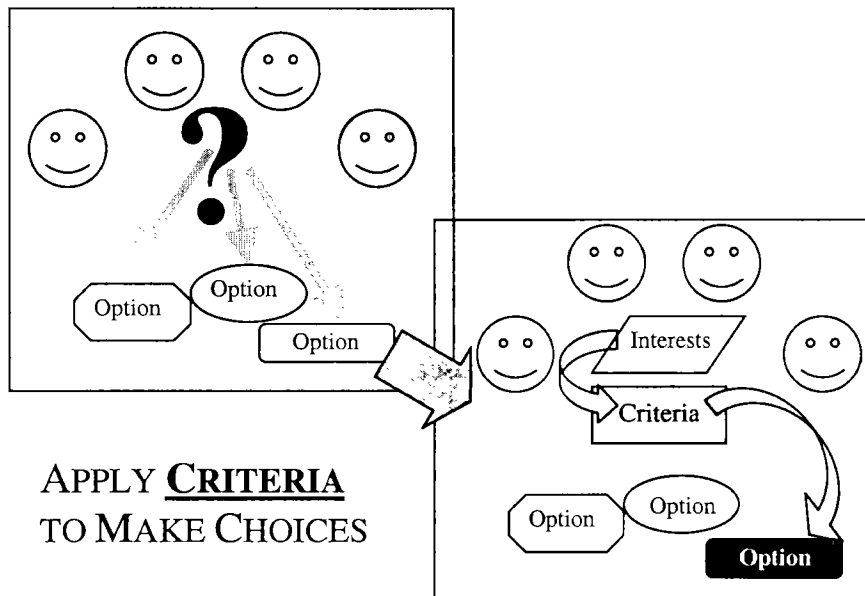 ?
Option
Option
Option
Interests
Criteria
APPLY CRITERIA
TO MAKE CHOICES
Option
Option
Option